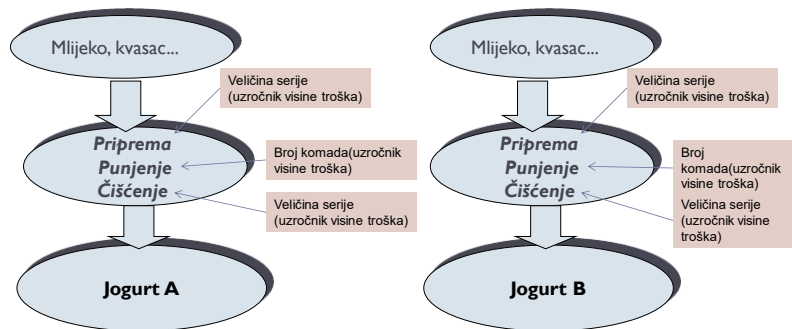 Mlijeko, kvasac...
Veličina serije
(uzročnik visine troška)
Priprema
Punjenje
Čišćenje
Broj komada(uzročnik
visine troška)
Veličina serije
(uzročnik visine troška)
Jogurt A
Mlijeko, kvasac...
Veličina serije
(uzročnik visine troška)
Priprema
Punjenje
Čišćenje
Broj
komada(uzročnik
visine troška)
Veličina serije
(uzročnik visine
troška)
Jogurt B